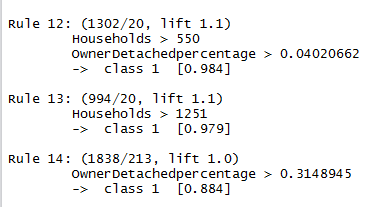 Rule 12: (1302/20, lift 1.1)
Households > 550
OwnerDetachedpercentage > 0.04020662
-> class 1 [0.984]
Rule 13: (994/20, lift 1.1)
Households > 1251
-> class 1 [0.979]
Rule 14: (1838/213, lift 1.0)
OwnerDetachedpercentage > 0.3148945
-> class 1 [0.884]